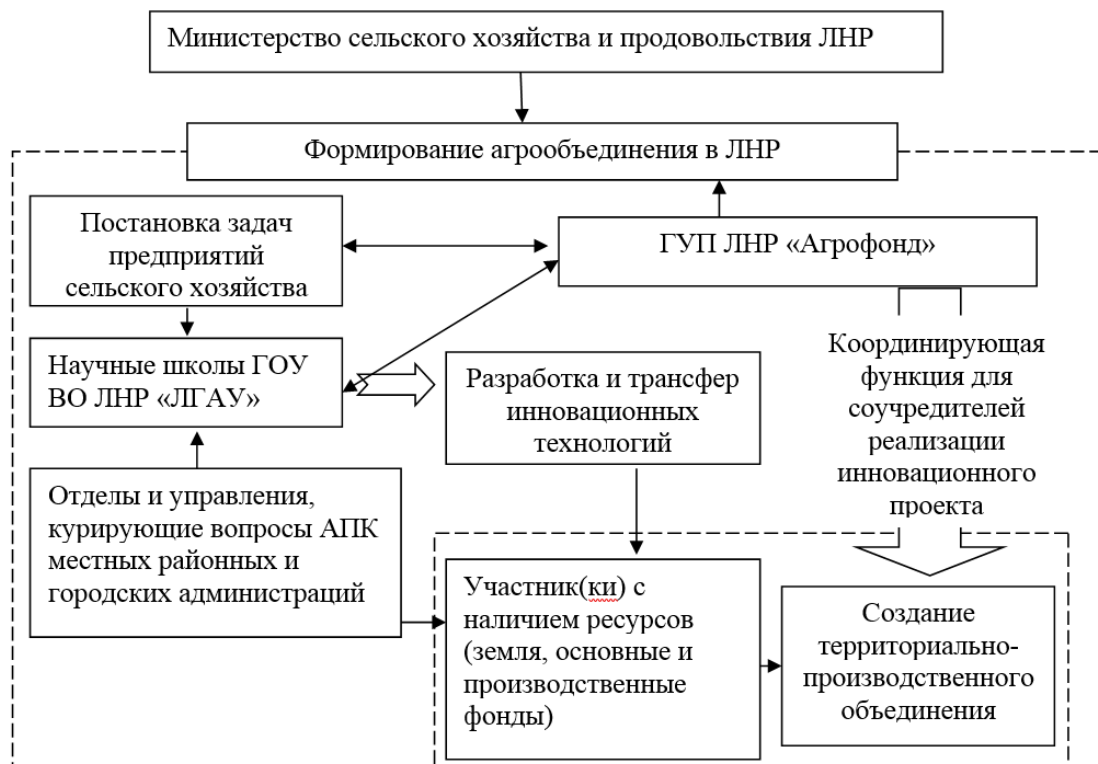 Министерство сельского хозяйства и продовольствия ЛНР
Формирование агрообъединения в ЛНР
Постановка задач
предприятий
сельского хозяйства
ГУП ЛНР «Агрофонд»
Научные школы ГОУ
ВО ЛНР «ЛГАУ»
Разработка и трансфер
инновационных
технологий
Координирующая
функция для
соучредителей
реализации
инновационного
проекта
Отделы и управления,
курирующие вопросы АПК
местных районных и
городских администраций
Участник(ки) с
наличием ресурсов
(земля, основные и
производственные
фонды)
Создание
территориально-
производственного
объединения